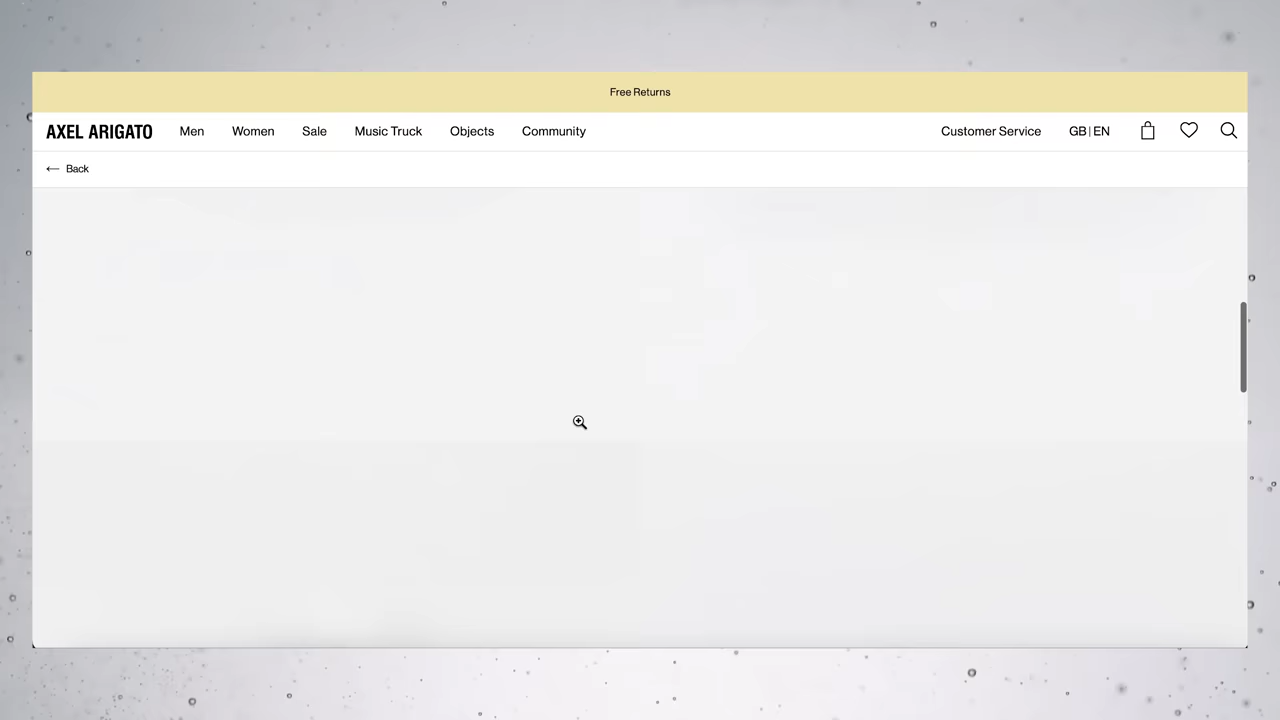 Free Returns
AXEL ARIGATO Men Women Sale Music Truck Objects Community Customer Service GB|EN
Back